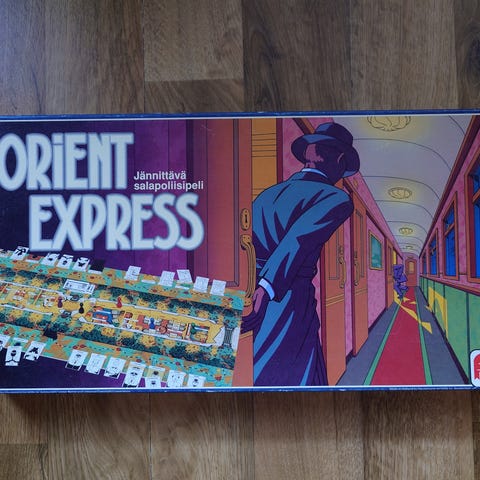 ORiENT
EXPRESS
Jännittävä
salapoliisipeli